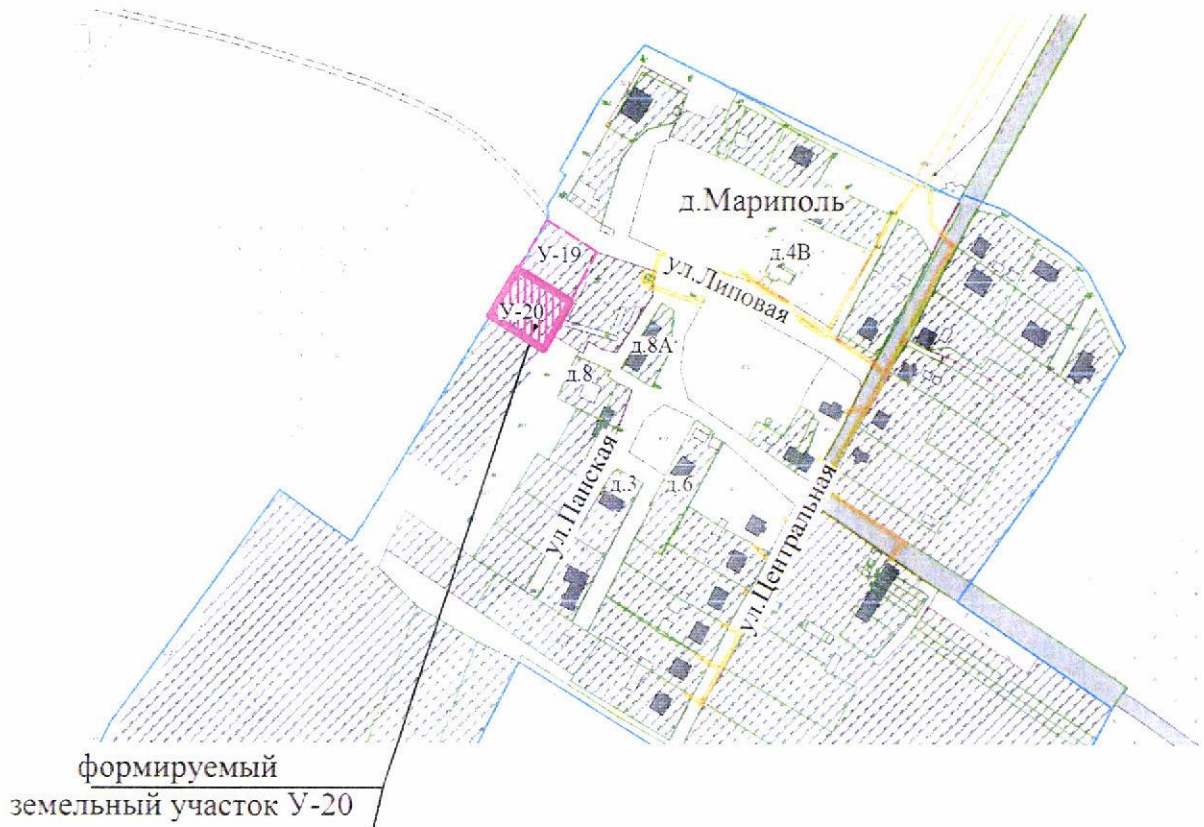 д.Мариполь
д.4В
ул.Липовая
У-19
У-20
д.8А
д.8
ул.Панская
д.3
д.6
ул.Центральная
формируемый
земельный участок У-20